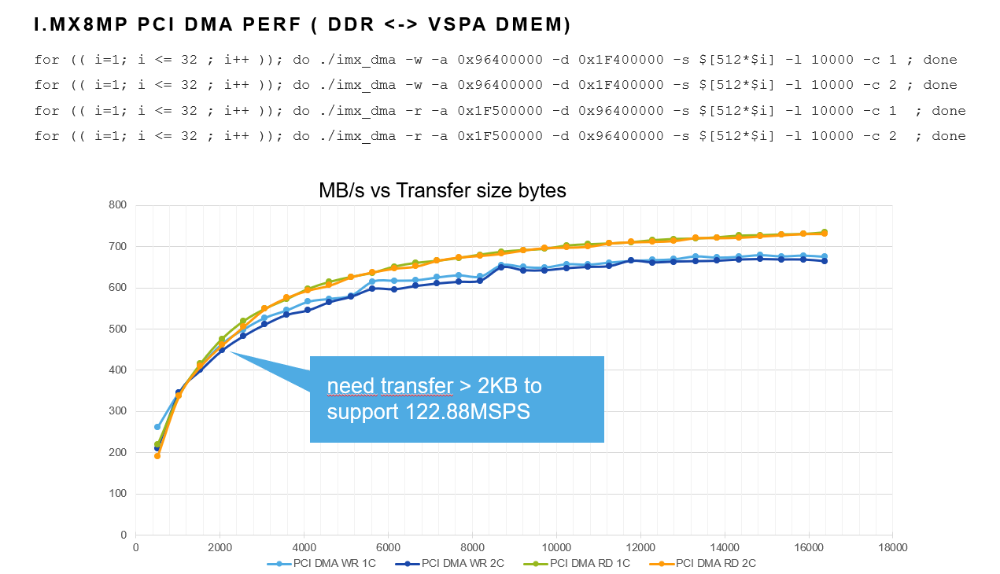 I.MX8MP PCI DMA PERF ( DDR <-> VSPA DMEM)
for (( i=1; i <= 32 ; i++ )); do ./imx_dma -w -a 0x96400000 -d 0x1F400000 -s $[512*$i] -l 10000 -c 1 ; done
for (( i=1; i <= 32 ; i++ )); do ./imx_dma -w -a 0x96400000 -d 0x1F400000 -s $[512*$i] -l 10000 -c 2 ; done
for (( i=1; i <= 32 ; i++ )); do ./imx_dma -r -a 0x1F500000 -d 0x96400000 -s $[512*$i] -l 10000 -c 1  ; done
for (( i=1; i <= 32 ; i++ )); do ./imx_dma -r -a 0x1F500000 -d 0x96400000 -s $[512*$i] -l 10000 -c 2  ; done
MB/s vs Transfer size bytes
800
700
600
500
400
300
200
100
0
need transfer > 2KB to
support 122.88MSPS
0 2000 4000 6000 8000 10000 12000 14000 16000 18000
PCI DMA WR 1C PCI DMA WR 2C PCI DMA RD 1C PCI DMA RD 2C